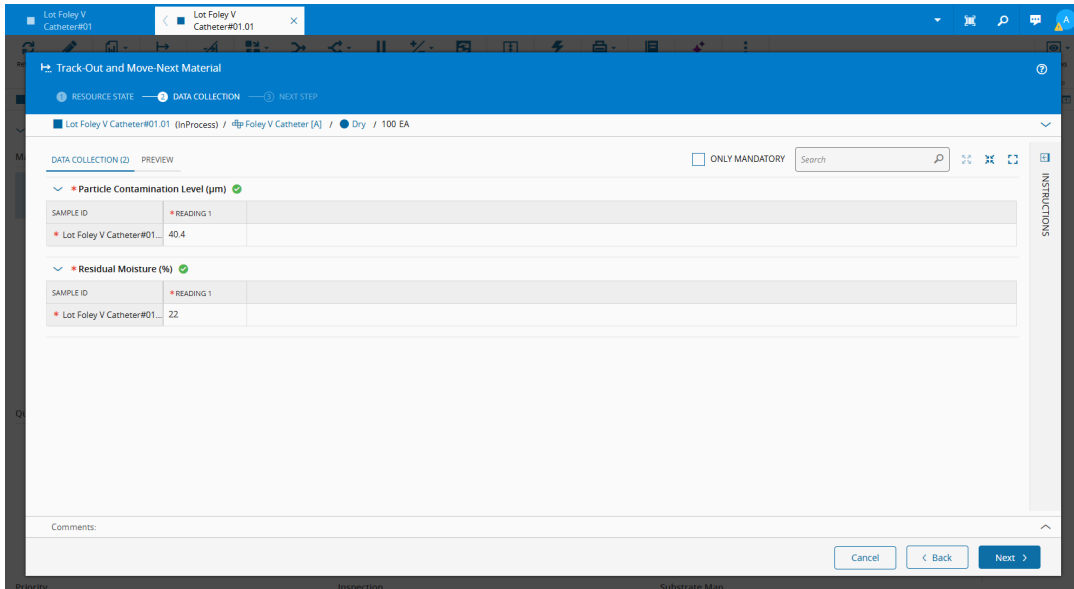 Lot Foley V
Catheter#01
Lot Foley V
Catheter#01.01
A
Track-Out and Move-Next Material
1 RESOURCE STATE 2 DATA COLLECTION 3 NEXT STEP
Lot Foley V Catheter#01.01 (InProcess) / Foley V Catheter [A] / Dry / 100 EA
DATA COLLECTION (2) PREVIEW ONLY MANDATORY Search
INSTRUCTIONS
* Particle Contamination Level (μm)
SAMPLE ID * READING 1
* Lot Foley V Catheter#01... 40.4
* Residual Moisture (%)
SAMPLE ID * READING 1
* Lot Foley V Catheter#01... 22
Comments:
Cancel Back Next
Priority Inspection Substrate Map